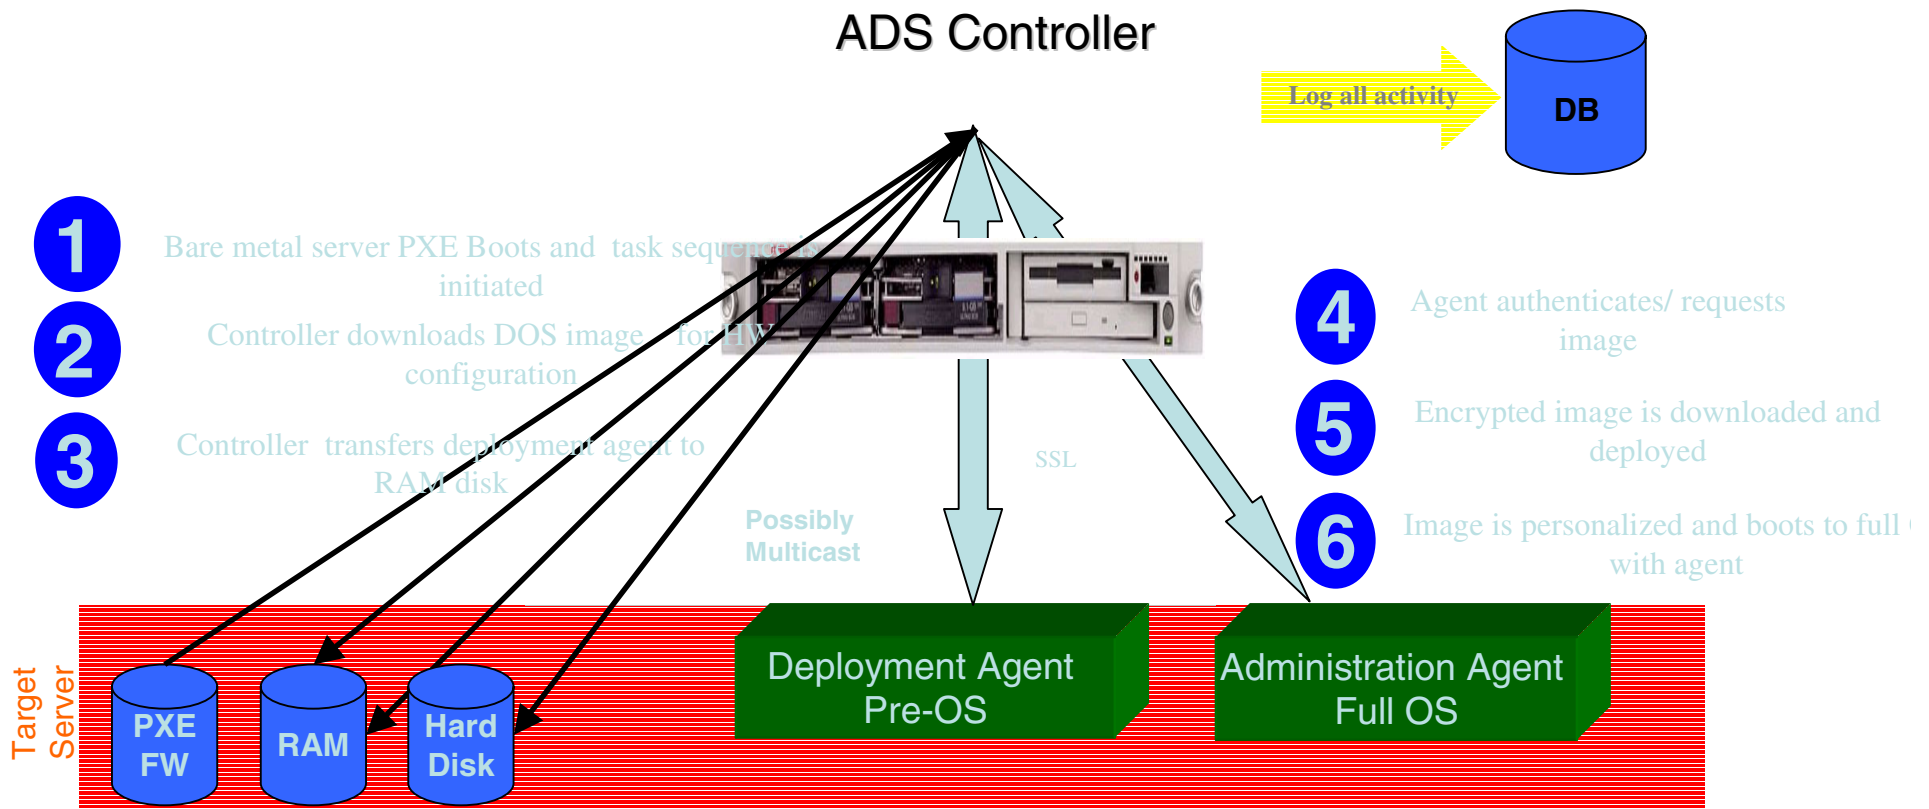 ADS Controller
Log all activity
DB
1
Bare metal server PXE Boots and task sequence is
initiated
2
Controller downloads DOS image for HW
configuration
3
Controller transfers deployment agent to
RAM disk
4
Agent authenticates/ requests
image
5
Encrypted image is downloaded and
deployed
6
Image is personalized and boots to full
with agent
SSL
Possibly
Multicast
Target
Server
PXE
FW
RAM
Hard
Disk
Deployment Agent
Pre-OS
Administration Agent
Full OS